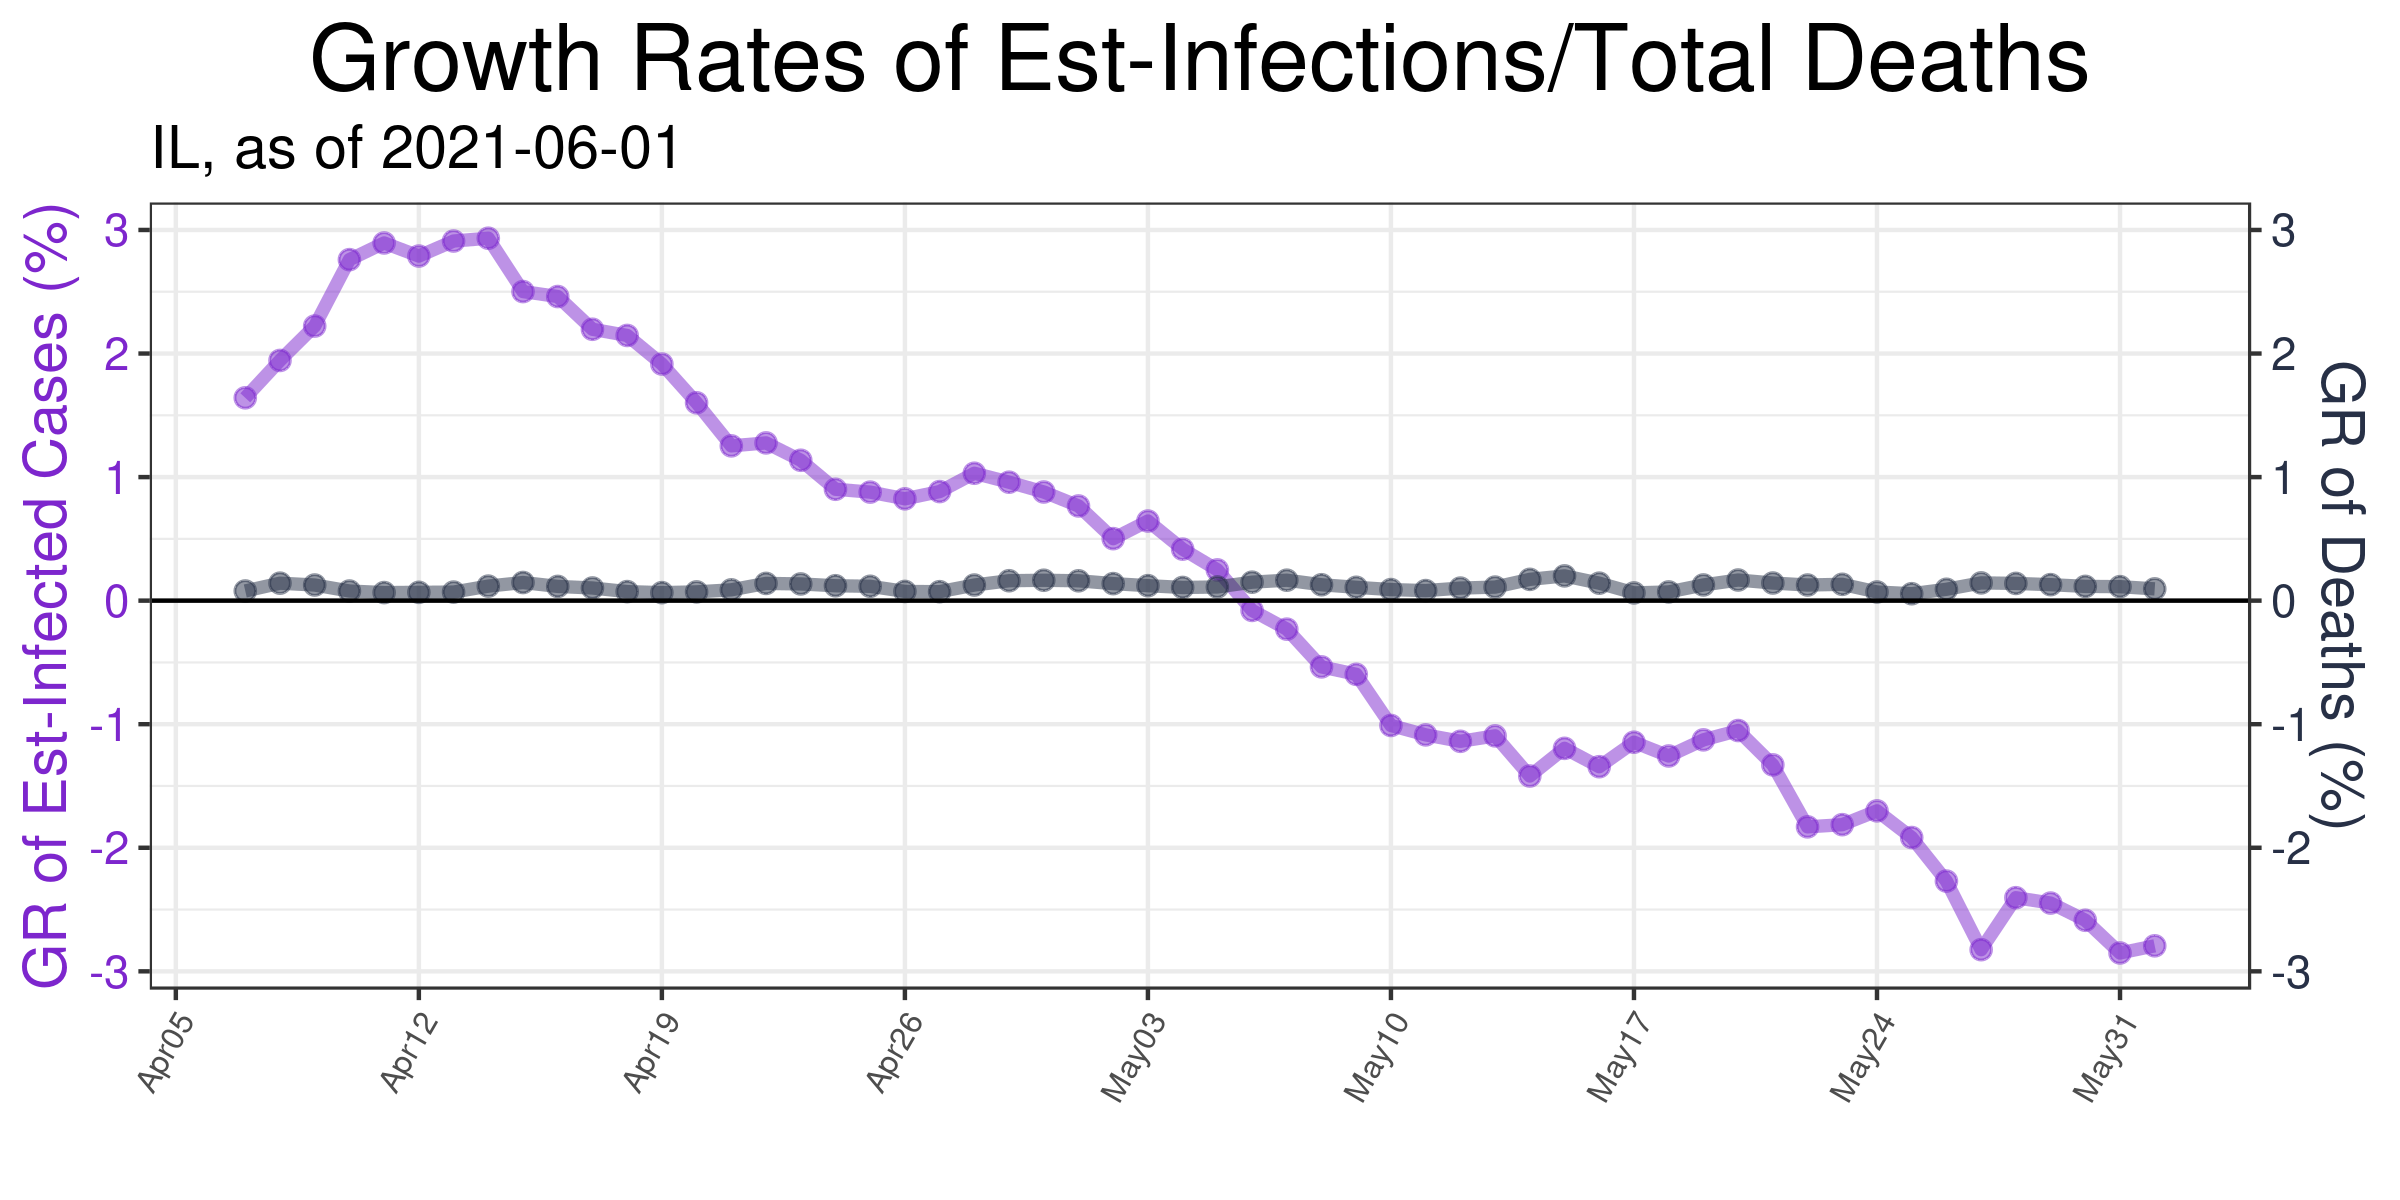 Growth Rates of Est-Infections/Total Deaths
IL, as of 2021-06-01
GR of Est-Infected Cases (%)
3
2
1
0
-1
-2
-3
3
2
1
0
-1
-2
-3
GR of Deaths (%)
Apr05
Apr12
Apr19
Apr26
May03
May10
May17
May24
May31